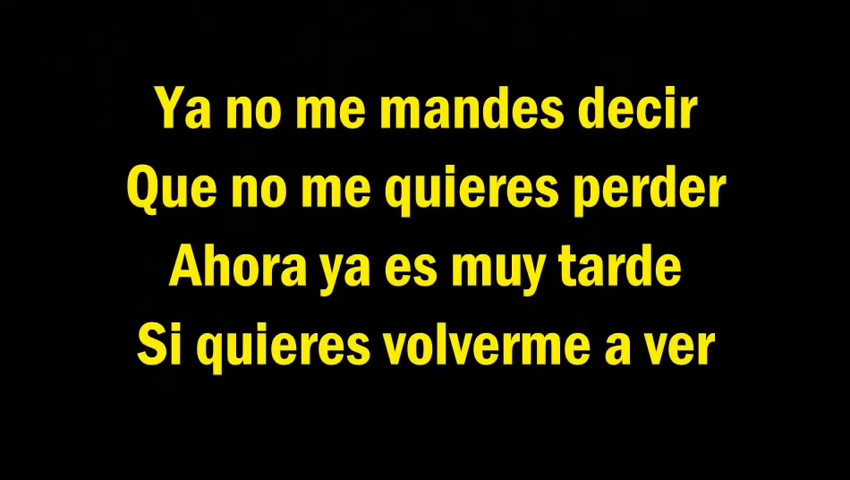 Ya no me mandes decir
Que no me quieres perder
Ahora ya es muy tarde
Si quieres volverme a ver